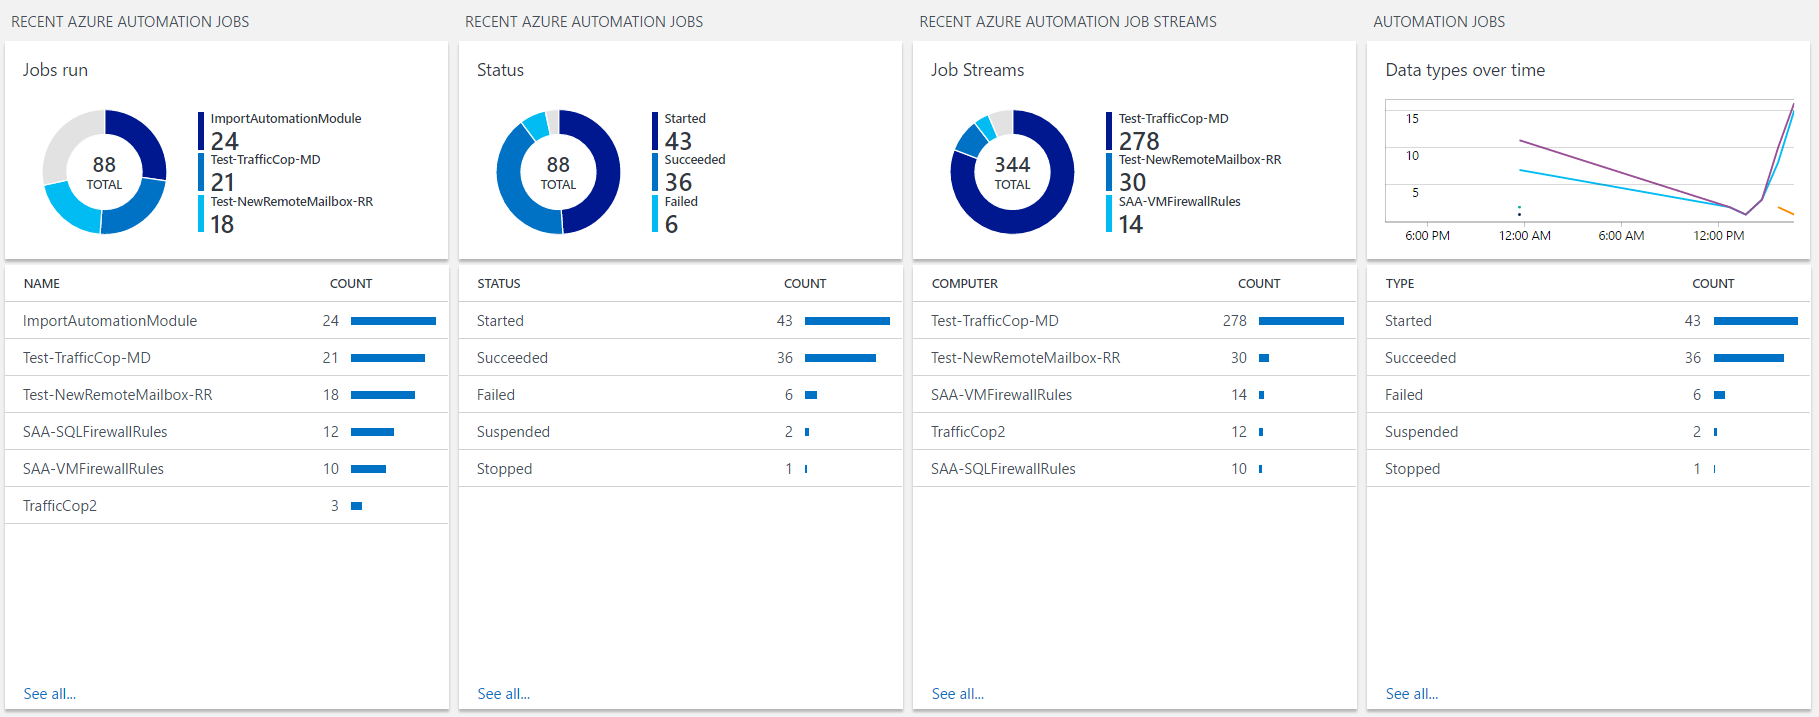 RECENT AZURE AUTOMATION JOBS
Jobs run
88
TOTAL
ImportAutomationModule
24
Test-TrafficCop-MD
21
Test-NewRemoteMailbox-RR
18
NAME COUNT
ImportAutomationModule 24
Test-TrafficCop-MD 21
Test-NewRemoteMailbox-RR 18
SAA-SQLFirewallRules 12
SAA-VMFirewallRules 10
TrafficCop2 3
See all...
RECENT AZURE AUTOMATION JOBS
Status
88
TOTAL
Started
43
Succeeded
36
Failed
6
STATUS COUNT
Started 43
Succeeded 36
Failed 6
Suspended 2
Stopped 1
See all...
RECENT AZURE AUTOMATION JOB STREAMS
Job Streams
344
TOTAL
Test-TrafficCop-MD
278
Test-NewRemoteMailbox-RR
30
SAA-VMFirewallRules
14
COMPUTER COUNT
Test-TrafficCop-MD 278
Test-NewRemoteMailbox-RR 30
SAA-VMFirewallRules 14
TrafficCop2 12
SAA-SQLFirewallRules 10
See all...
AUTOMATION JOBS
Data types over time
15
10
5
6:00 PM 12:00 AM 6:00 AM 12:00 PM
TYPE COUNT
Started 43
Succeeded 36
Failed 6
Suspended 2
Stopped 1
See all...